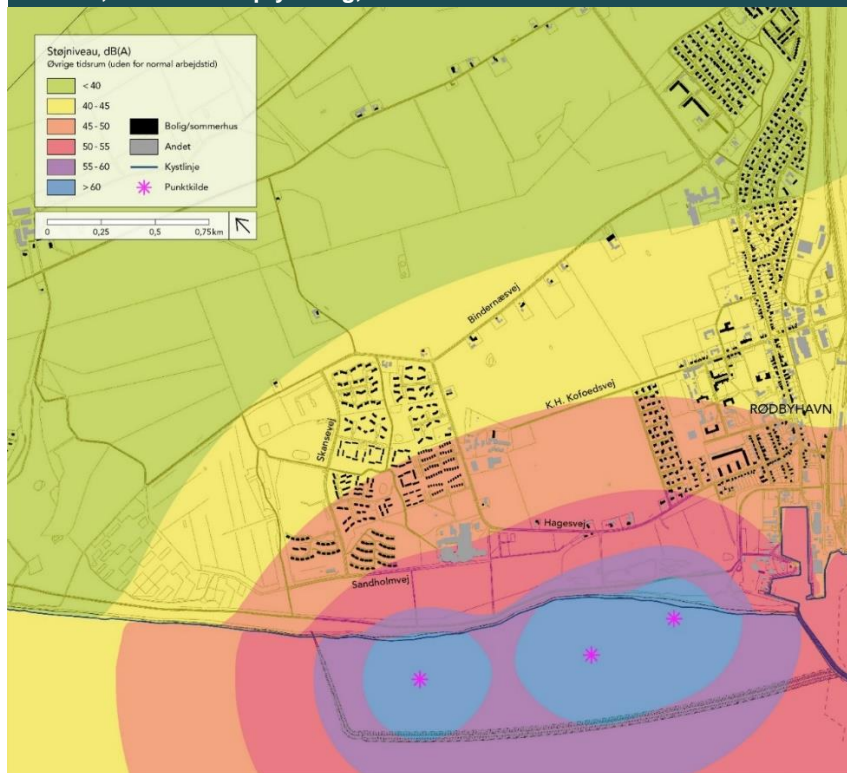 Støjniveau, dB(A)
Øvrige tidsrum (uden for normal arbejdstid)
< 40
40 - 45
45 - 50
50 - 55
55 - 60
> 60
Bolig/sommerhus
Andet
Kystlinje
Punktkilde
0 0,25 0,5 0,75km
Bindernæsvej
K.H. Kofoedsvej
RØDBYHAVN
Skansevej
Hagesvej
Sandholmvej